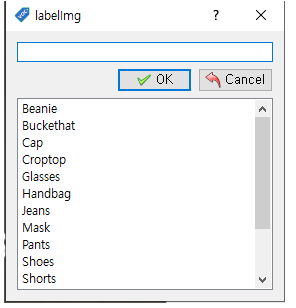 labelImg
OK
Cancel
Beanie
Buckethat
Cap
Croptop
Glasses
Handbag
Jeans
Mask
Pants
Shoes
Shorts